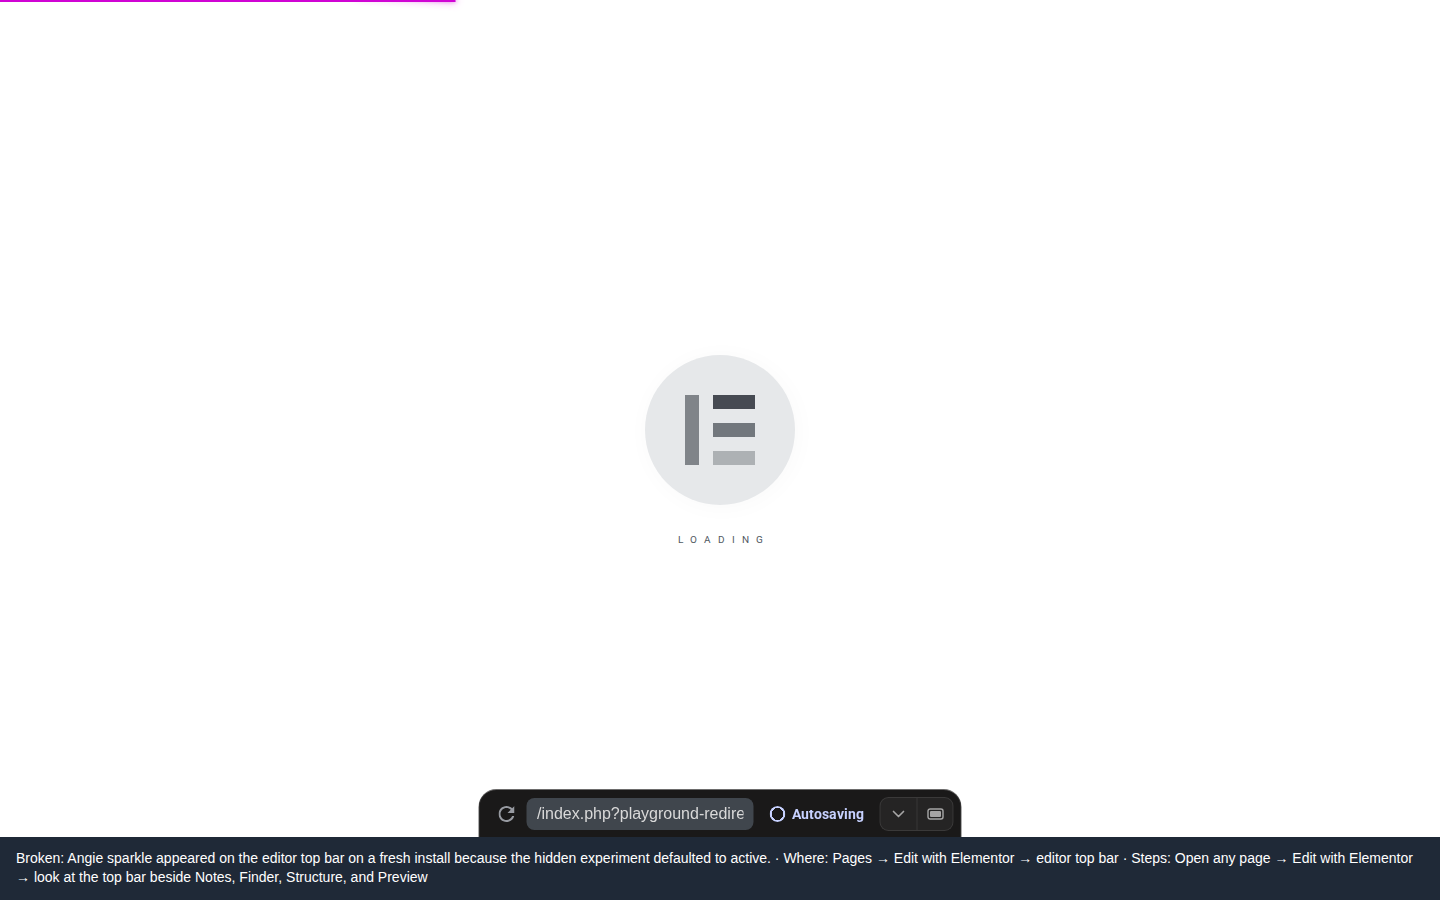 LOADING
/index.php?playground-redire
Autosaving
Broken: Angie sparkle appeared on the editor top bar on a fresh install because the hidden experiment defaulted to active. · Where: Pages → Edit with Elementor → editor top bar · Steps: Open any page → Edit with Elementor
→ look at the top bar beside Notes, Finder, Structure, and Preview